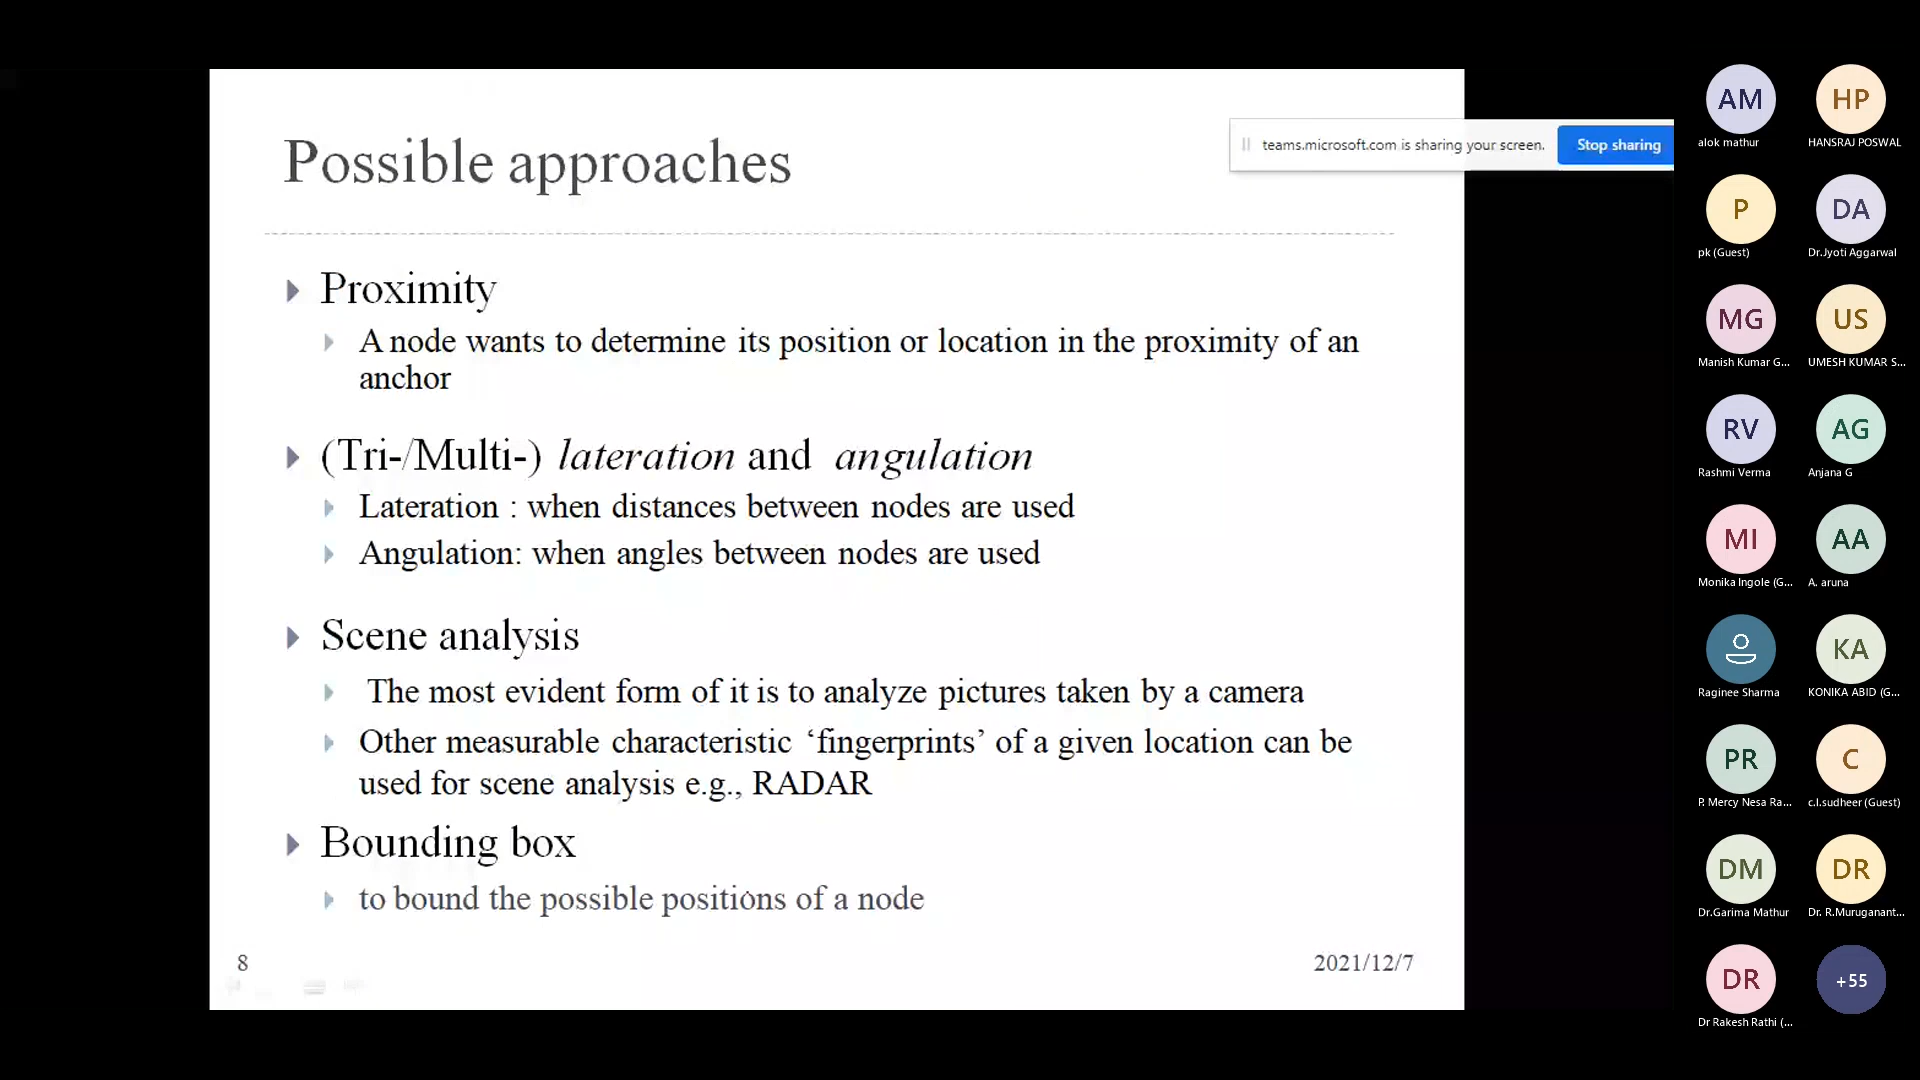 Possible approaches
teams.microsoft.com is sharing your screen.
Stop sharing
Proximity
A node wants to determine its position or location in the proximity of an
anchor
(Tri-/Multi-) lateration and angulation
Lateration : when distances between nodes are used
Angulation: when angles between nodes are used
Scene analysis
The most evident form of it is to analyze pictures taken by a camera
Other measurable characteristic ‘fingerprints’ of a given location can be
used for scene analysis e.g., RADAR
Bounding box
to bound the possible positions of a node
8
2021/12/7
AM
HP
alok mathur
HANSRAJ POSWAL
P
DA
pk (Guest)
Dr.Jyoti Aggarwal
MG
US
Manish Kumar G...
UMESH KUMAR S...
RV
AG
Rashmi Verma
Anjana G
MI
AA
Monika Ingole (G...
A. aruna
KA
Raginee Sharma
KONIKA ABID (G...
PR
C
P. Mercy Nesa Ra...
c.l.sudheer (Guest)
DM
DR
Dr.Garima Mathur
Dr. R.Muruganant...
DR
+55
Dr Rakesh Rathi (...